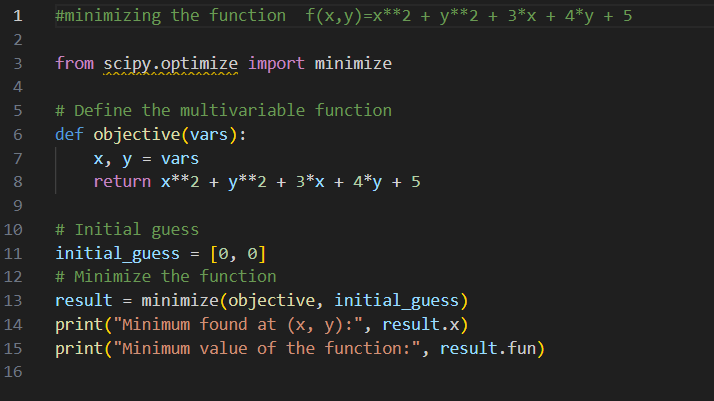 1 #minimizing the function  f(x,y)=x**2 + y**2 + 3*x + 4*y + 5
2
3 from scipy.optimize import minimize
4
5 # Define the multivariable function
6 def objective(vars):
7     x, y = vars
8     return x**2 + y**2 + 3*x + 4*y + 5
9
10 # Initial guess
11 initial_guess = [0, 0]
12 # Minimize the function
13 result = minimize(objective, initial_guess)
14 print("Minimum found at (x, y):", result.x)
15 print("Minimum value of the function:", result.fun)
16